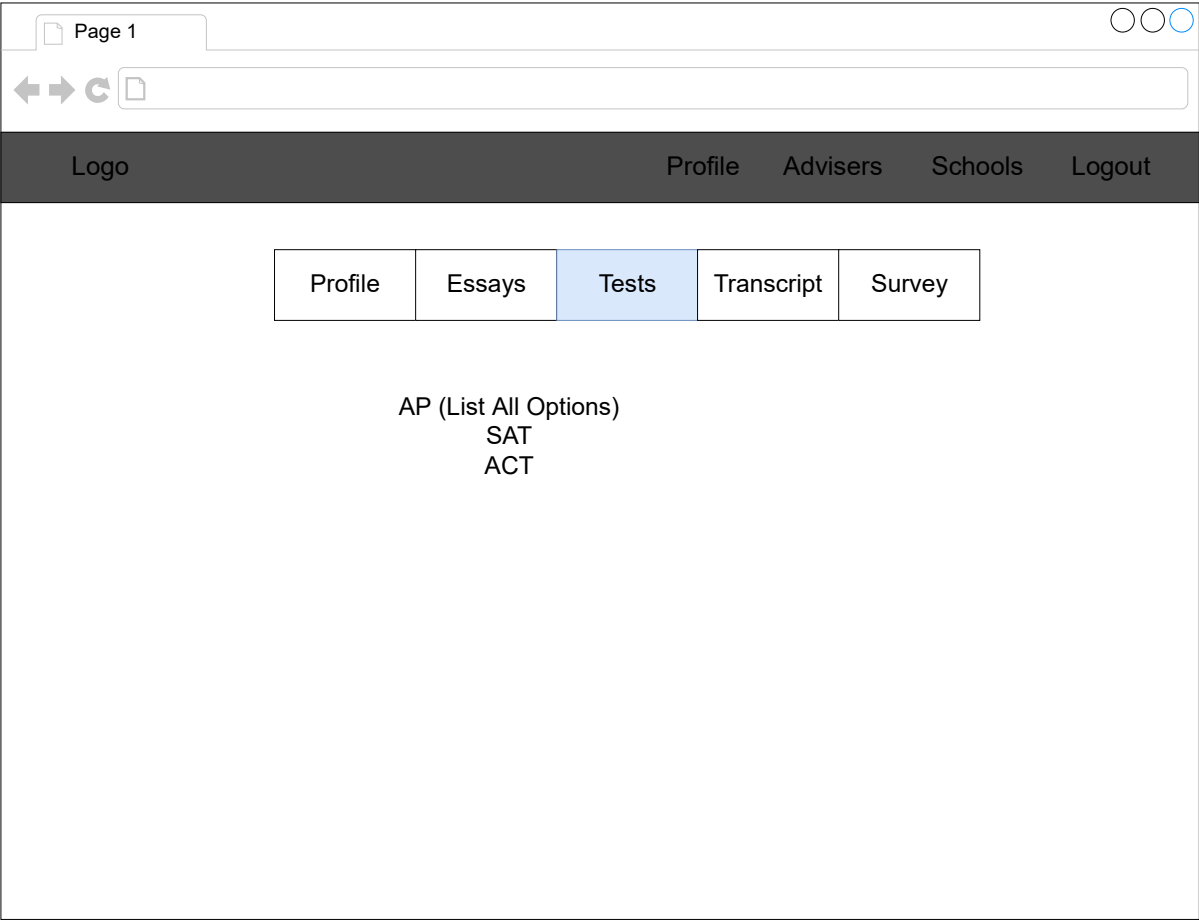 Page 1
Logo Profile Advisers Schools Logout
Profile Essays Tests Transcript Survey
AP (List All Options)
SAT
ACT